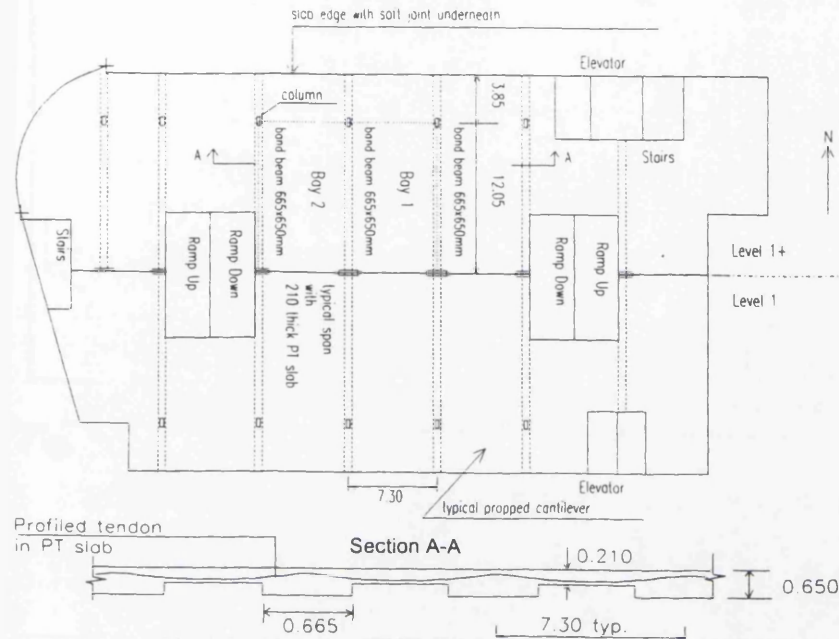 slab edge with soft joint underneath
Elevator
column
3.85
N
A
A
band beam 665x650mm
Bay 2
band beam 665x650mm
Bay 1
band beam 665x650mm
12.05
Stairs
Stairs
Ramp Up
Ramp Down
Ramp Down
Ramp Up
Level 1+
Level 1
typical span
with
210 thick PT slab
7.30
Elevator
typical propped cantilever
Profiled tendon
in PT slab
Section A-A
0.210
0.650
0.665
7.30 typ.